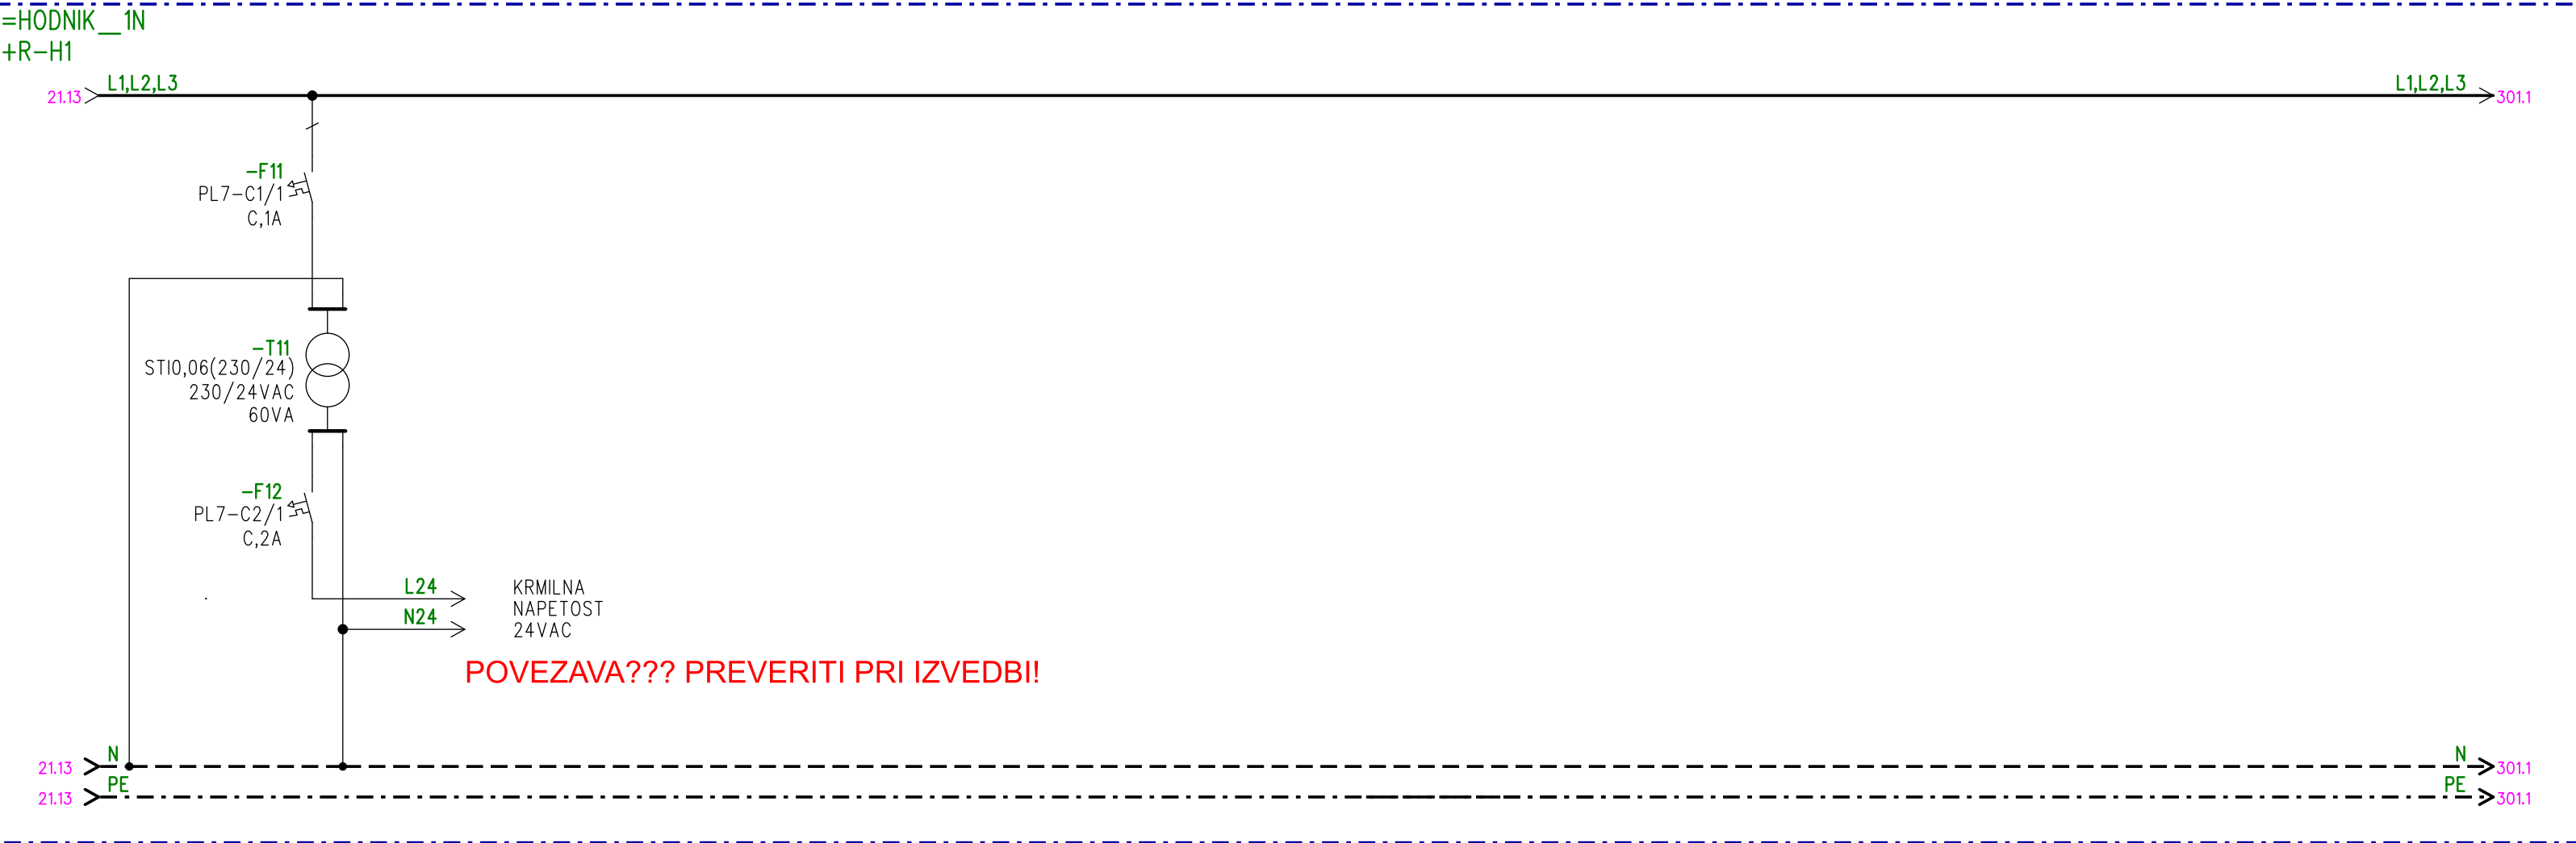 =HODNIK__1N
+R-H1
21.13 L1,L2,L3 L1,L2,L3 301.1
-F11
PL7-C1/1
C,1A
-T11
STI0,06(230/24)
230/24VAC
60VA
-F12
PL7-C2/1
C,2A
L24
N24
KRMILNA
NAPETOST
24VAC
POVEZAVA??? PREVERITI PRI IZVEDBI!
21.13 N N 301.1
21.13 PE PE 301.1